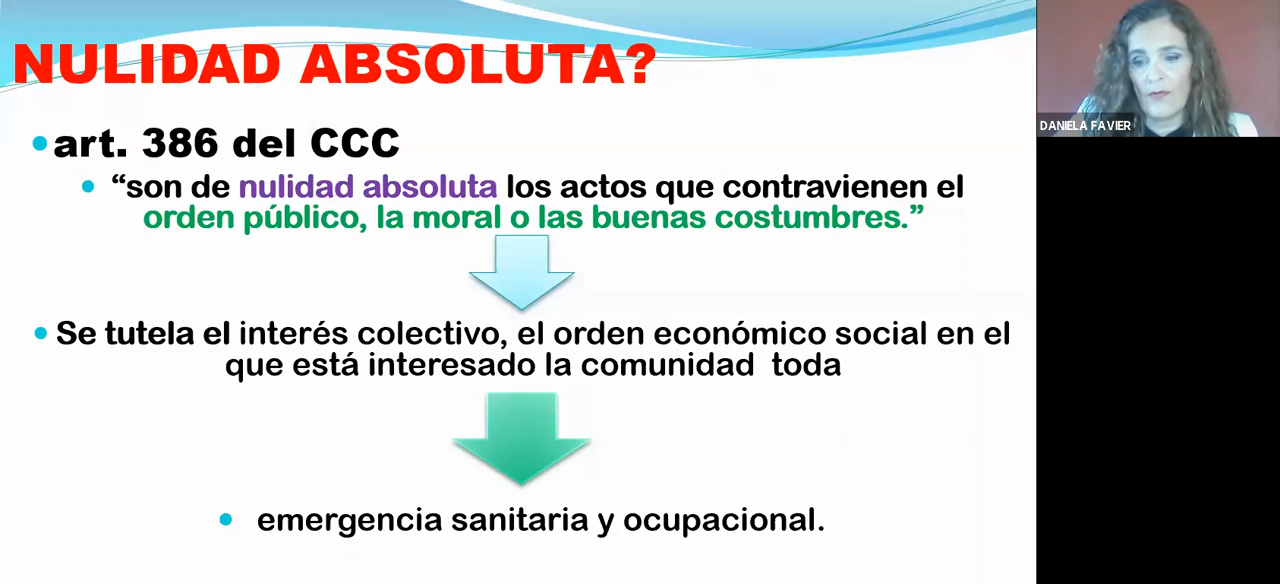 NULIDAD ABSOLUTA?
DANIELA FAVIER
•art. 386 del CCC
• “son de nulidad absoluta los actos que contravienen el
orden público, la moral o las buenas costumbres.”
• Se tutela el interés colectivo, el orden económico social en el
que está interesado la comunidad toda
• emergencia sanitaria y ocupacional.